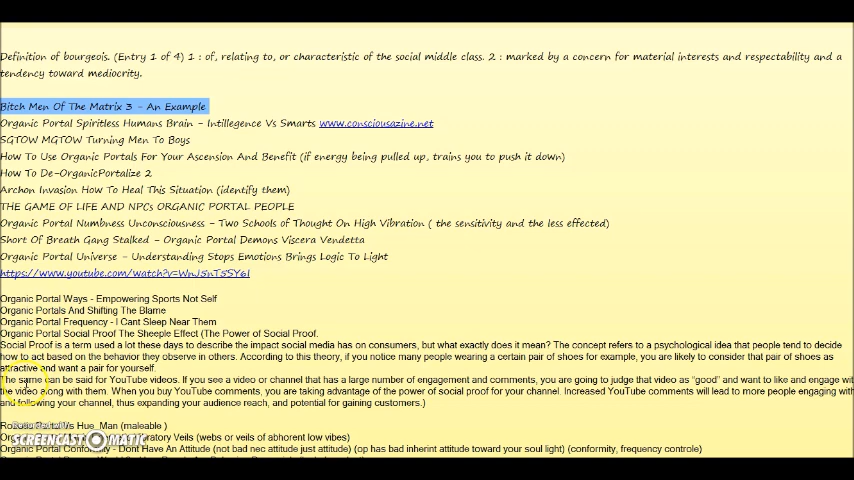 Definition of bourgeois. (Entry 1 of 4) 1 : of, relating to, or characteristic of the social middle class. 2 : marked by a concern for material interests and respectability and a
tendency toward mediocrity.
Bitch Men Of The Matrix 3 - An Example
Organic Portal Spiritless Humans Brain - Intillegence Vs Smarts www.consciousazine.net
SGTOW MGTOW Turning Men To Boys
How To Use Organic Portals For Your Ascension And Benefit (if energy being pulled up, trains you to push it down)
How To De-OrganicPortalize 2
Archon Invasion How To Heal This Situation (identify them)
THE GAME OF LIFE AND NPCs ORGANIC PORTAL PEOPLE
Organic Portal Numbness Unconsciousness - Two Schools of Thought On High Vibration ( the sensitivity and the less effected)
Short Of Breath Gang Stalked - Organic Portal Demons Viscera Vendetta
Organic Portal Universe - Understanding Stops Emotions Brings Logic To Light
https://www.youtube.com/watch?v=WnJ5nTS5Y6I
Organic Portal Ways - Empowering Sports Not Self
Organic Portals And Shifting The Blame
Organic Portal Frequency - I Cant Sleep Near Them
Organic Portal Social Proof The Sheeple Effect (The Power of Social Proof.
Social Proof is a term used a lot these days to describe the impact social media has on consumers, but what exactly does it mean? The concept refers to a psychological idea that people tend to decide
how to act based on the behavior they observe in others. According to this theory, if you notice many people wearing a certain pair of shoes for example, you are likely to consider that pair of shoes as
attractive and want a pair for yourself.
The same can be said for YouTube videos. If you see a video or channel that has a large number of engagement and comments, you are going to judge that video as “good” and want to like and engage wit
the video along with them. When you buy YouTube comments, you are taking advantage of the power of social proof for your channel. Increased YouTube comments will lead to more people engaging with
and following your channel, thus expanding your audience reach, and potential for gaining customers.)
Hue_Man (maleable )
Veils (webs or veils of abhorent low vibes)
Organic Portal - Dont Have An Attitude (not bad nec attitude just attitude) (op has bad inherint attitude toward your soul light) (conformity, frequency controle)
SCREENCAST MATIC